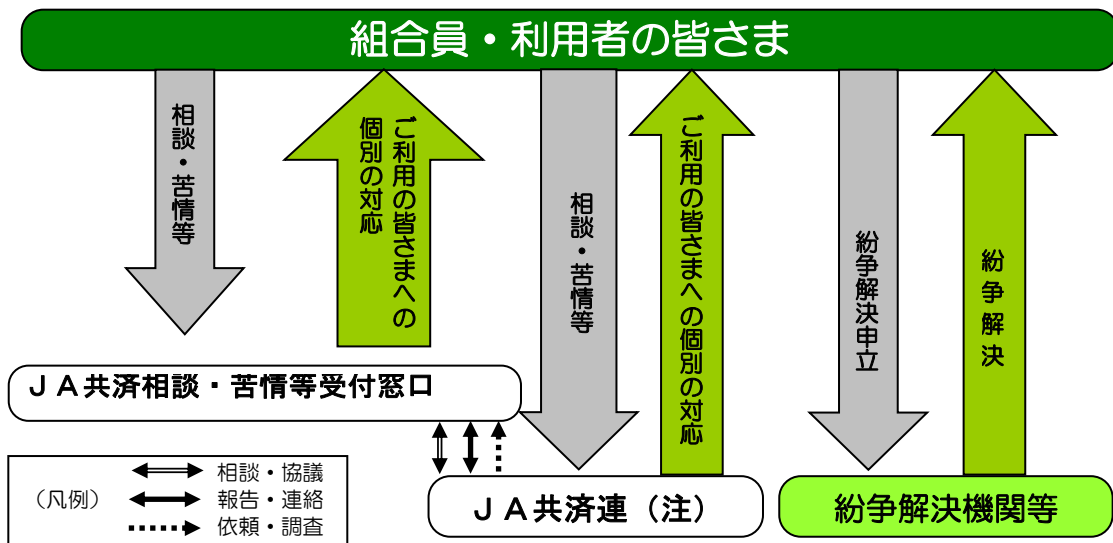 組合員・利用者の皆さま
相談・苦情等
ご利用の皆さまへの
個別の対応
相談・苦情等
ご利用の皆さまへの個別の対応
紛争解決申立
紛争解決
ＪＡ共済相談・苦情等受付窓口
（凡例）
相談・協議
報告・連絡
依頼・調査
ＪＡ共済連（注）
紛争解決機関等